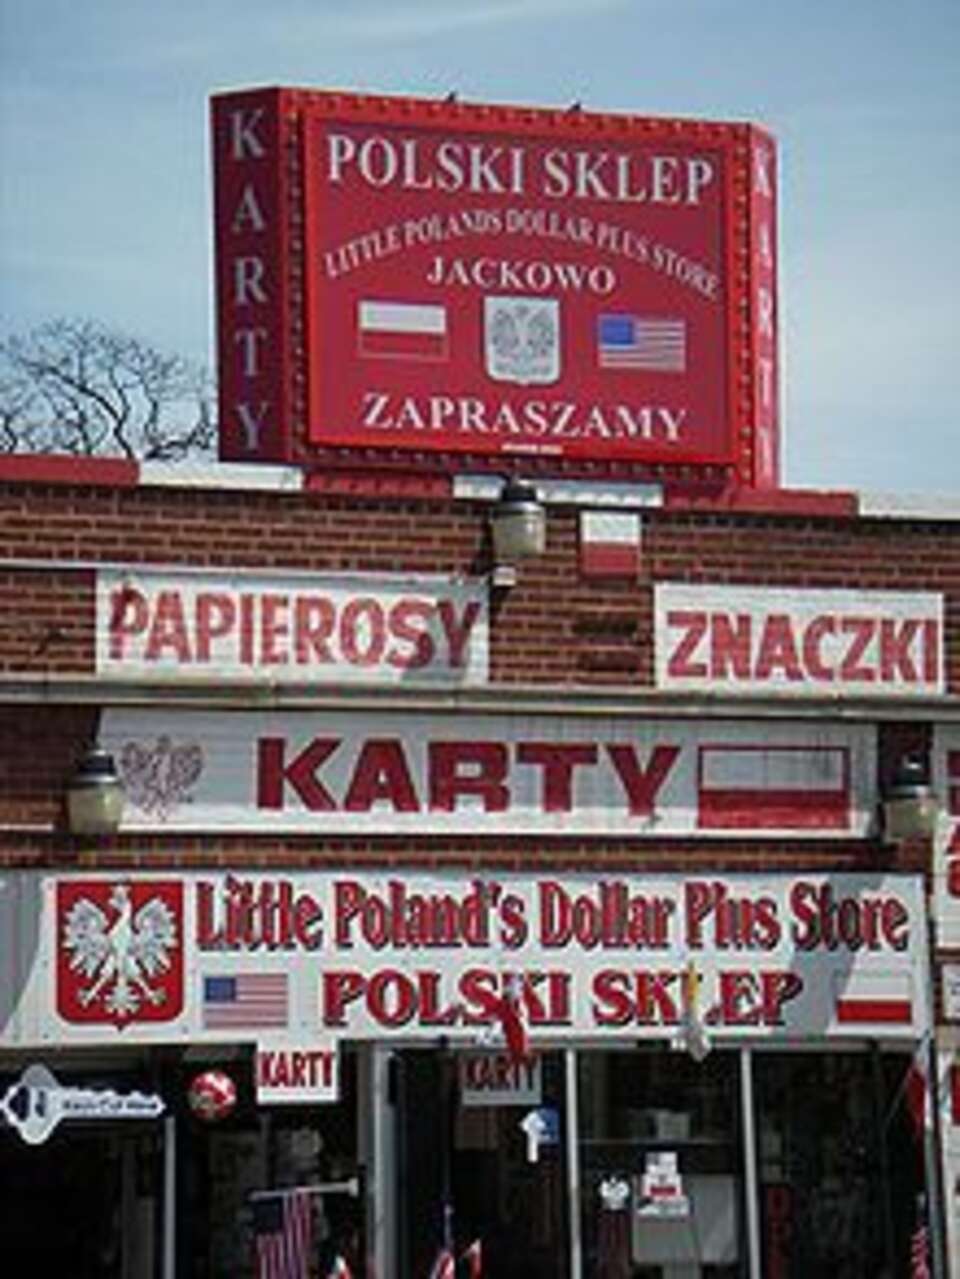 KARTY
POLSKI SKLEP
LITTLE POLANDS DOLLAR PLUS STORE
JACKOWO
ZAPRASZAMY
KARTY
PAPIEROSY
ZNACZKI
KARTY
Little Poland's Dollar Plus Store
POLSKI SKLEP
KARTY
KARTY